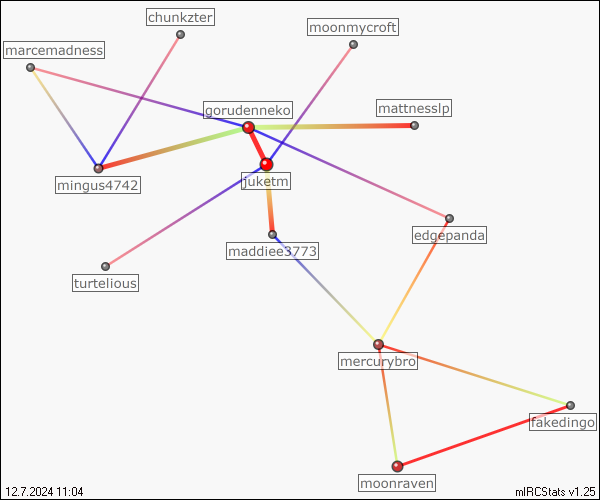 chunkzter
moonmycroft
marcemadness
gorudenneko
mattnesslp
mingus4742
juketm
edgepanda
maddiee3773
turtelious
mercurybro
fakedingo
moonraven
12.7.2024 11:04
mIRCStats v1.25